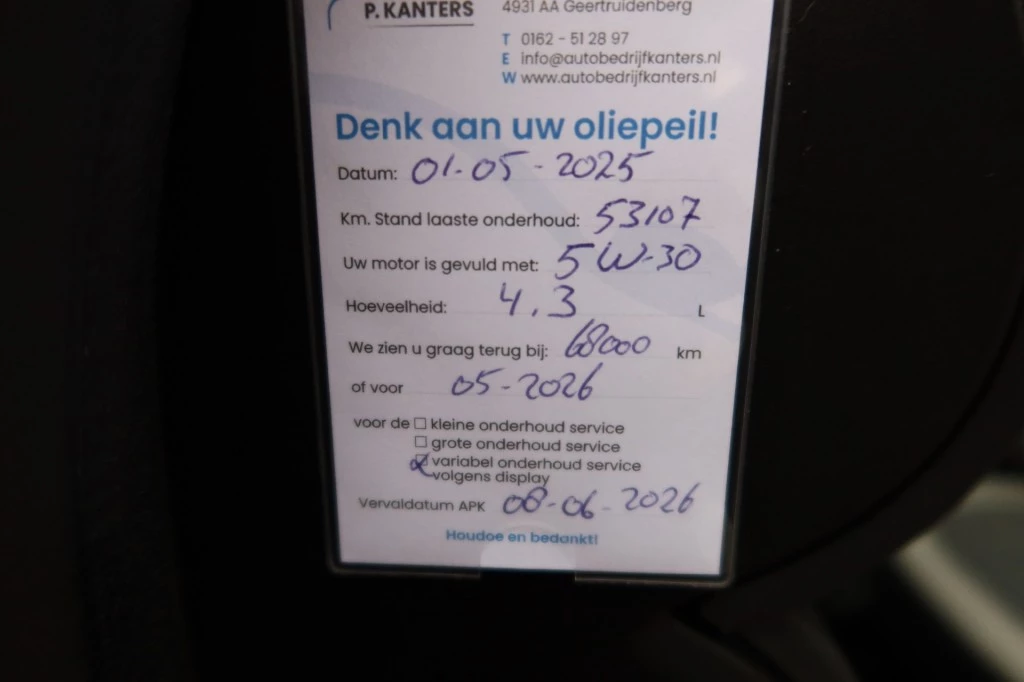 P. KANTERS
4931 AA Geertruidenberg
T 0162 - 51 28 97
E info@autobedrijfkanters.nl
W www.autobedrijfkanters.nl
Denk aan uw oliepeil!
Datum: 01-05-2025
Km. Stand laaste onderhoud: 53107
Uw motor is gevuld met: 5W-30
Hoeveelheid: 4.3 L
We zien u graag terug bij: 68000 km
of voor 05-2026
voor de ☐ kleine onderhoud service
☐ grote onderhoud service
☑ variabel onderhoud service
volgens display
Vervaldatum APK 08-06-2026
Houdoe en bedankt!